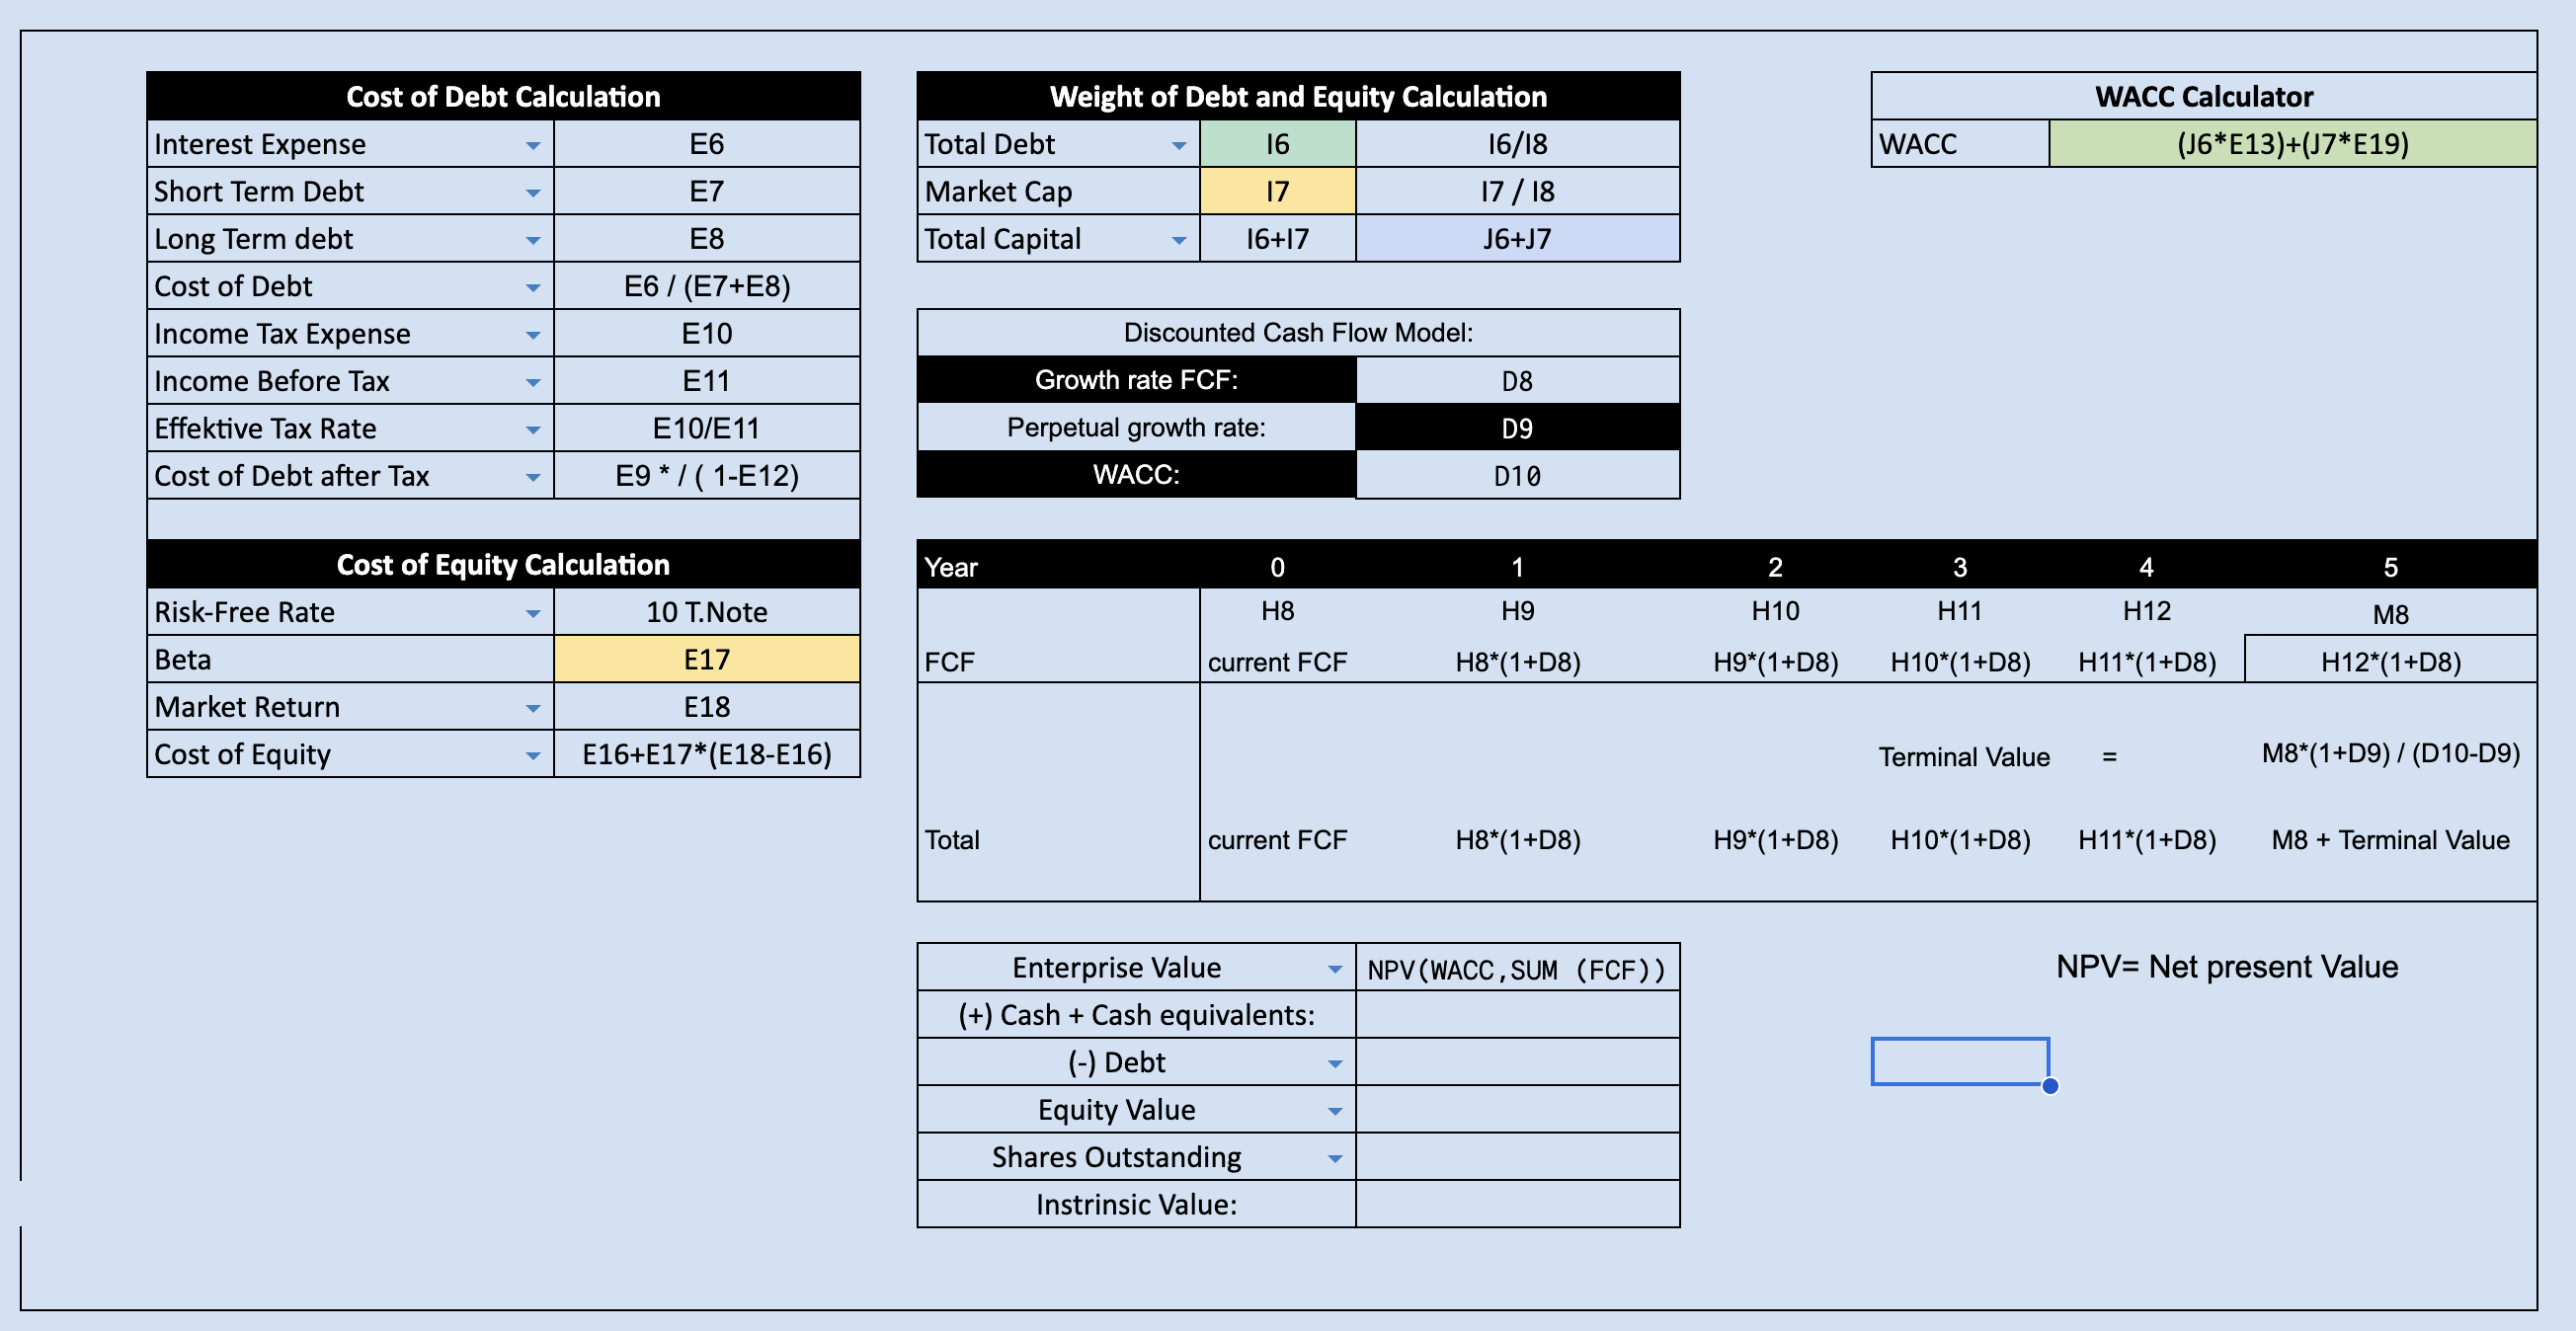 Cost of Debt Calculation
Interest Expense E6
Short Term Debt E7
Long Term debt E8
Cost of Debt E6 / (E7+E8)
Income Tax Expense E10
Income Before Tax E11
Effektive Tax Rate E10/E11
Cost of Debt after Tax E9 * / ( 1-E12)
Cost of Equity Calculation
Risk-Free Rate 10 T.Note
Beta E17
Market Return E18
Cost of Equity E16+E17*(E18-E16)
Weight of Debt and Equity Calculation
Total Debt I6 I6/I8
Market Cap I7 I7 / I8
Total Capital I6+I7 J6+J7
WACC Calculator
WACC (J6*E13)+(J7*E19)
Discounted Cash Flow Model:
Growth rate FCF: D8
Perpetual growth rate: D9
WACC: D10
Year 0 1 2 3 4 5
H8 H9 H10 H11 H12 M8
FCF current FCF H8*(1+D8) H9*(1+D8) H10*(1+D8) H11*(1+D8) H12*(1+D8)
Terminal Value = M8*(1+D9) / (D10-D9)
Total current FCF H8*(1+D8) H9*(1+D8) H10*(1+D8) H11*(1+D8) M8 + Terminal Value
Enterprise Value NPV(WACC,SUM (FCF))
(+) Cash + Cash equivalents:
(-) Debt
Equity Value
Shares Outstanding
Instrinsic Value:
NPV= Net present Value